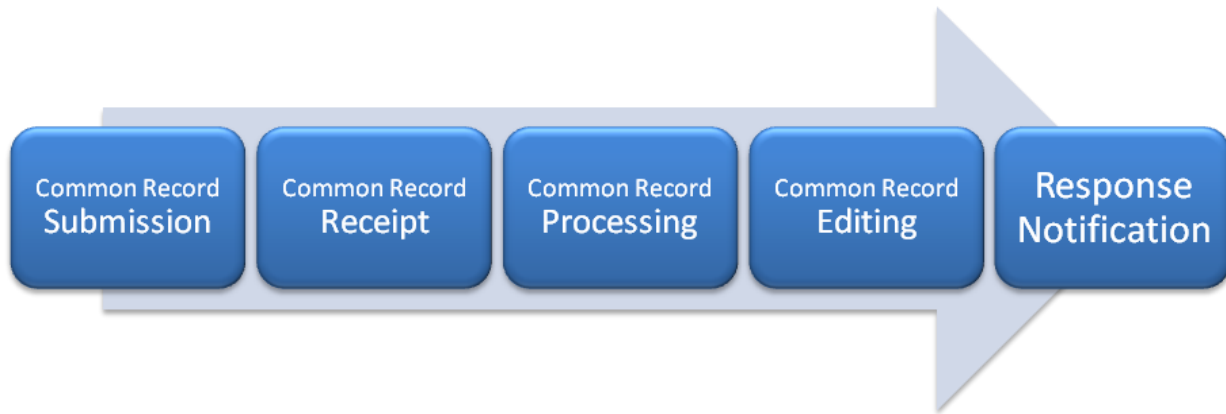 Common Record
Submission
Common Record
Receipt
Common Record
Processing
Common Record
Editing
Response
Notification